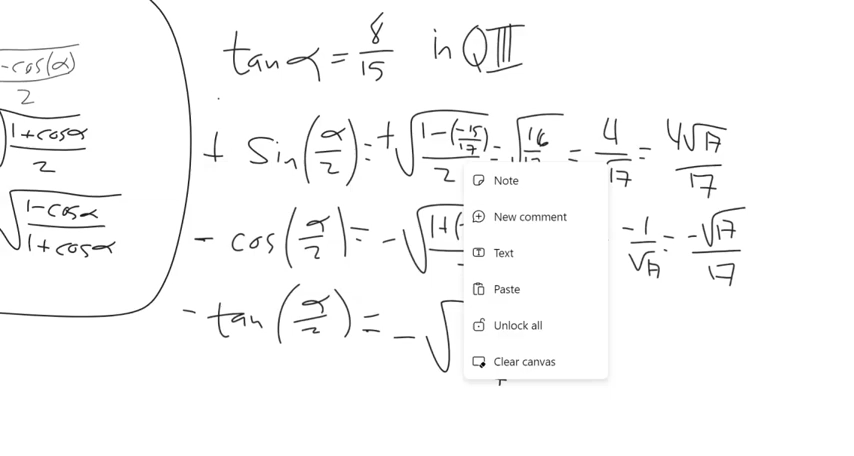 -cos(α)
2
√(1+cosα)/2
√(1-cosα)/(1+cosα)
tanα = 8/15 in QIII
+ Sin(α/2) = +√(1-(-15/17))/2 = √16/17 = 4/√17 = 4√17/17
- cos(α/2) = -√(1+(- -1/√17 = -√17/17
- tan(α/2) = -√
Note
New comment
Text
Paste
Unlock all
Clear canvas